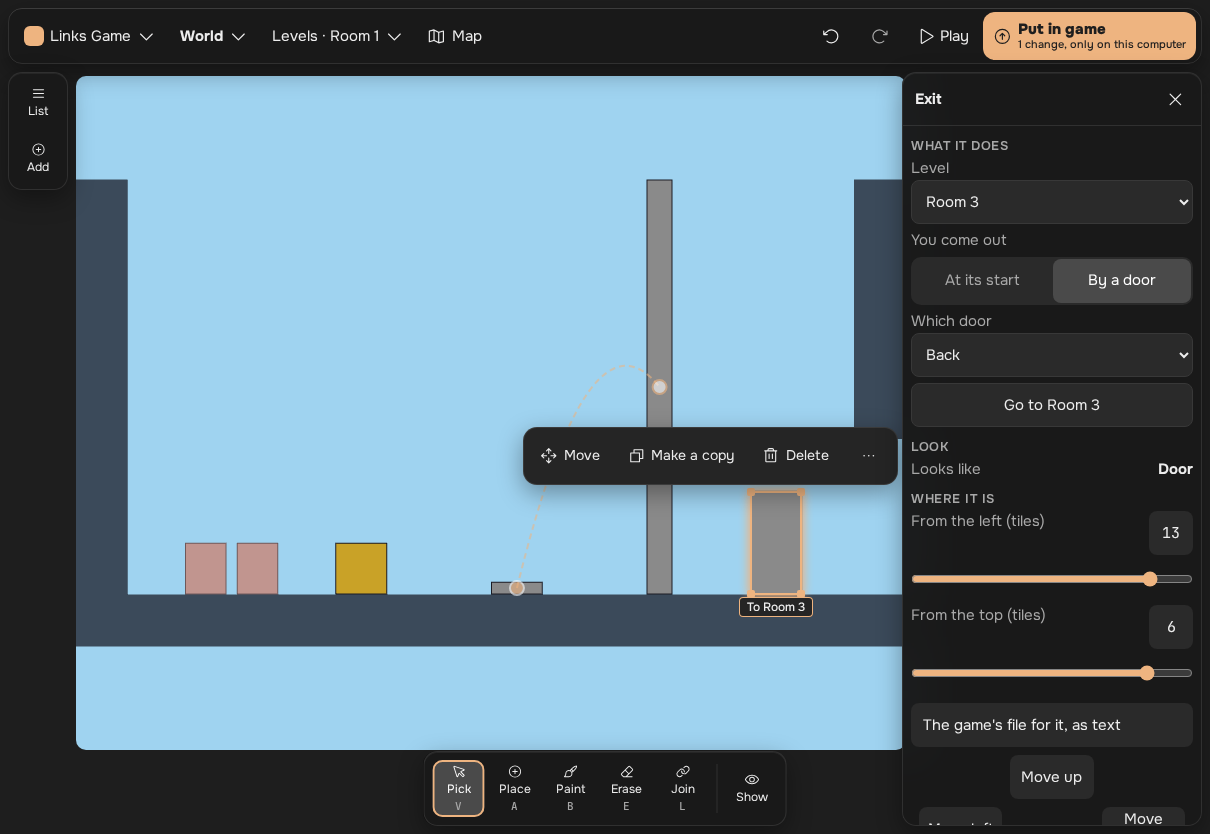 Links Game
World
Levels · Room 1
Map
Play
Put in game
1 change, only on this computer
List
Add
Exit
WHAT IT DOES
Level
Room 3
You come out
At its start
By a door
Which door
Back
Go to Room 3
LOOK
Looks like
Door
WHERE IT IS
From the left (tiles)
13
From the top (tiles)
6
The game's file for it, as text
Move up
Move
Move
Make a copy
Delete
···
To Room 3
Pick
V
Place
A
Paint
B
Erase
E
Join
L
Show